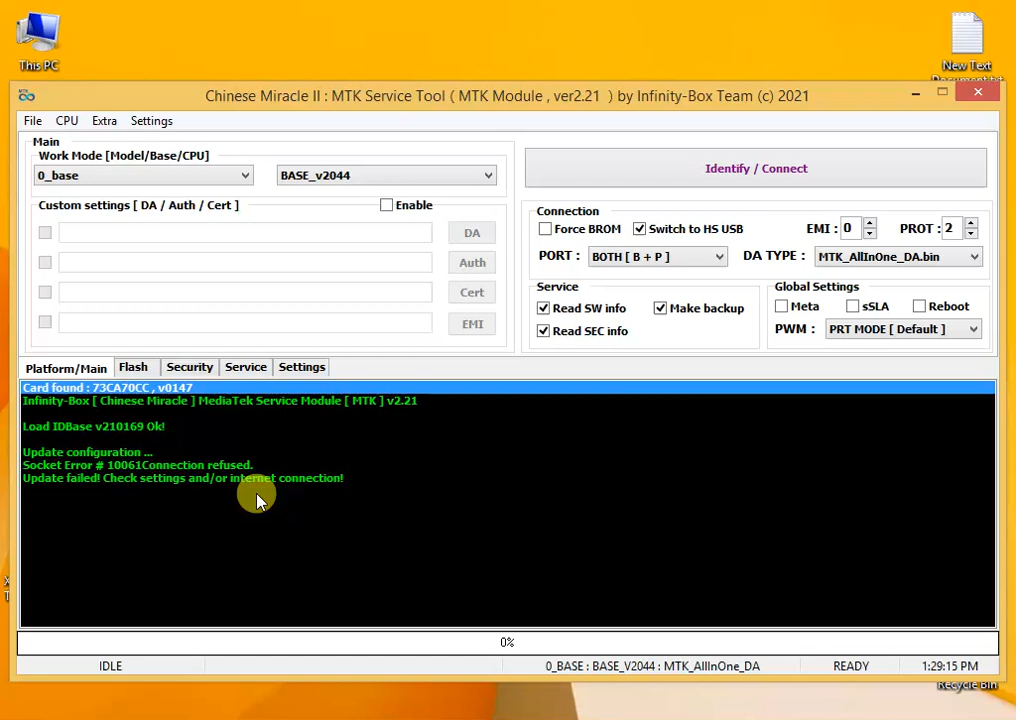 This PC
New Text
Document.txt
Chinese Miracle II : MTK Service Tool ( MTK Module , ver2.21 ) by Infinity-Box Team (c) 2021
File CPU Extra Settings
Main
Work Mode [Model/Base/CPU]
0_base BASE_v2044
Custom settings [ DA / Auth / Cert ] Enable
DA
Auth
Cert
EMI
Identify / Connect
Connection
Force BROM Switch to HS USB EMI : 0 PROT : 2
PORT : BOTH [ B + P ] DA TYPE : MTK_AllInOne_DA.bin
Service
Read SW info Make backup
Read SEC info
Global Settings
Meta sSLA Reboot
PWM : PRT MODE [ Default ]
Platform/Main Flash Security Service Settings
Card found : 73CA70CC , v0147
Infinity-Box [ Chinese Miracle ] MediaTek Service Module [ MTK ] v2.21
Load IDBase v210169 Ok!
Update configuration ...
Socket Error # 10061Connection refused.
Update failed! Check settings and/or internet connection!
0%
IDLE 0_BASE : BASE_V2044 : MTK_AllInOne_DA READY 1:29:15 PM
Recycle Bin